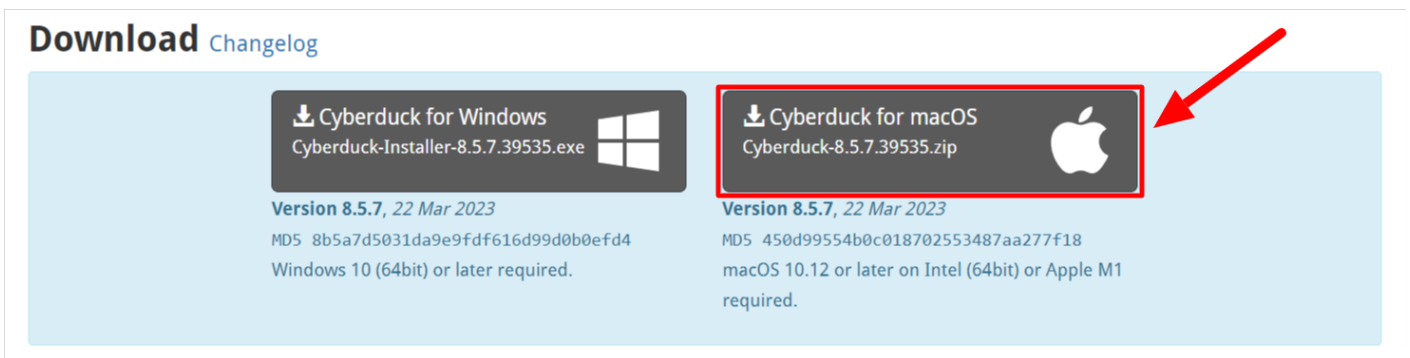 Download Changelog
Cyberduck for Windows
Cyberduck-Installer-8.5.7.39535.exe
Version 8.5.7, 22 Mar 2023
MD5 8b5a7d5031da9e9fdf616d99d0b0efd4
Windows 10 (64bit) or later required.
Cyberduck for macOS
Cyberduck-8.5.7.39535.zip
Version 8.5.7, 22 Mar 2023
MD5 450d99554b0c018702553487aa277f18
macOS 10.12 or later on Intel (64bit) or Apple M1
required.